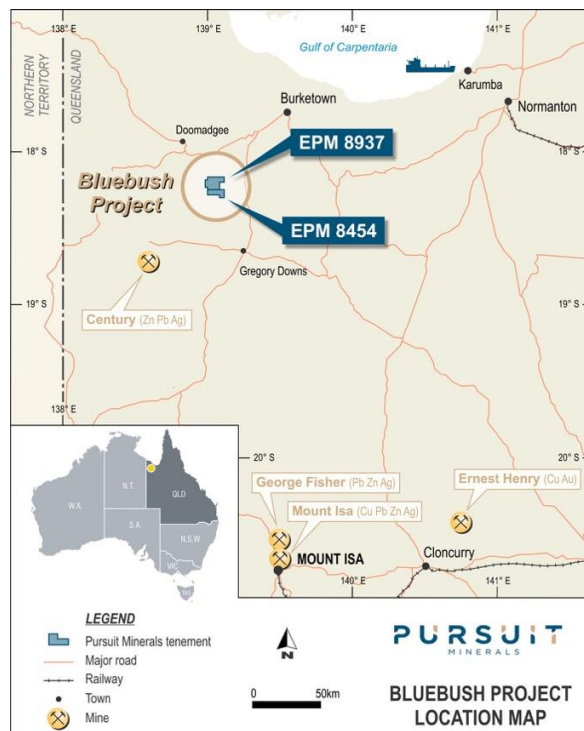 138° E
139° E
140° E
141° E
NORTHERN
TERRITORY
QUEENSLAND
Gulf of Carpentaria
Karumba
Burketown
Normanton
Doomadgee
18° S
EPM 8937
Bluebush
Project
EPM 8454
Gregory Downs
19° S
Century (Zn Pb Ag)
138° E
20° S
George Fisher (Pb Zn Ag)
Ernest Henry (Cu Au)
Mount Isa (Cu Pb Zn Ag)
MOUNT ISA
Cloncurry
140° E
141° E
W.A.
N.T.
QLD
S.A.
N.S.W.
VIC
TAS
LEGEND
Pursuit Minerals tenement
Major road
Railway
Town
Mine
N
0
50km
PURSUIT
MINERALS
BLUEBUSH PROJECT
LOCATION MAP